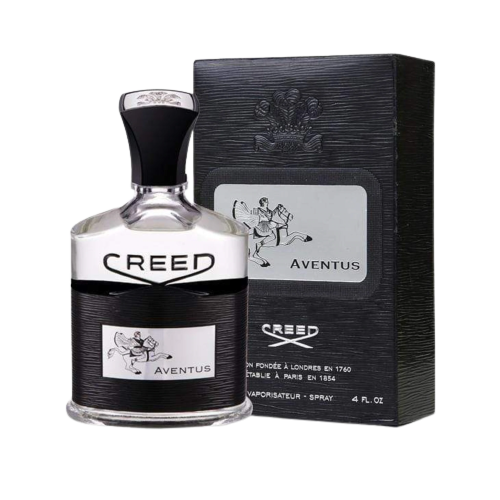 CREED
AVENTUS
AVENTUS
CREED
ON FONDÉE À LONDRES EN 1760
ÉTABLIE À PARIS EN 1854
VAPORISATEUR - SPRAY 4 FL. OZ